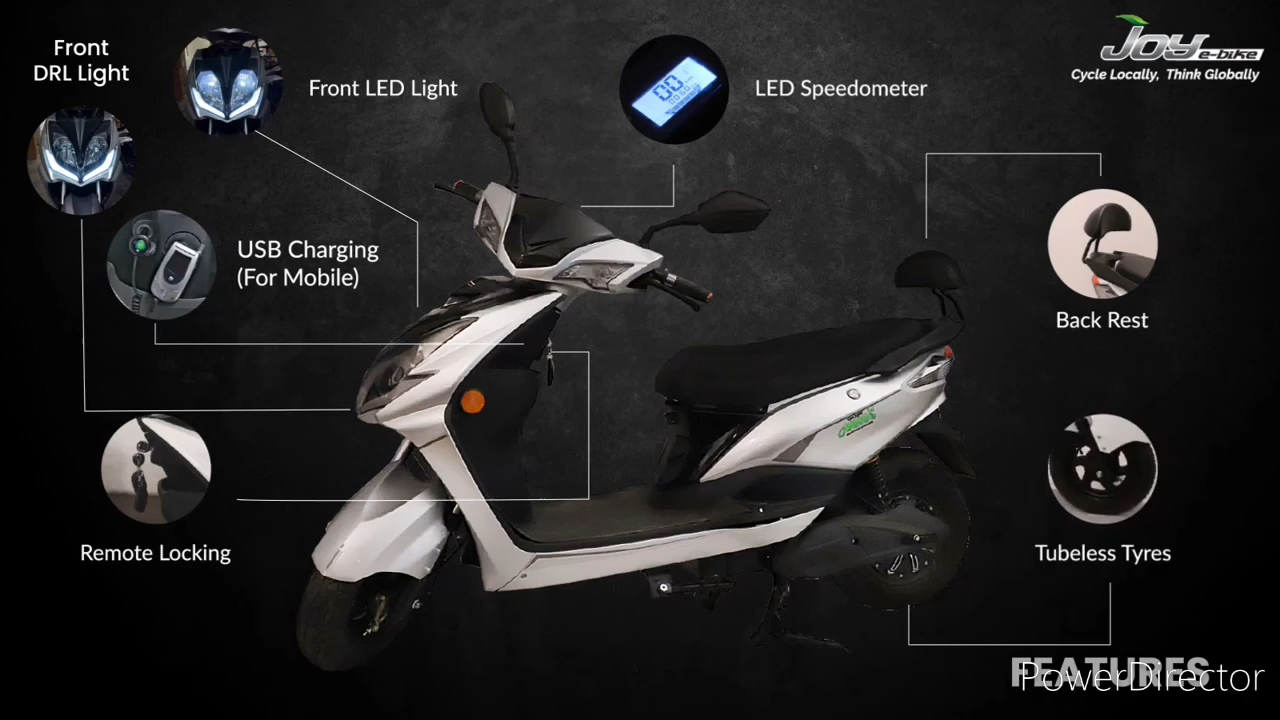 Front
DRL Light
Front LED Light
LED Speedometer
Joy e-bike
Cycle Locally, Think Globally
USB Charging
(For Mobile)
Back Rest
Remote Locking
Tubeless Tyres
FEATURES
PowerDirector